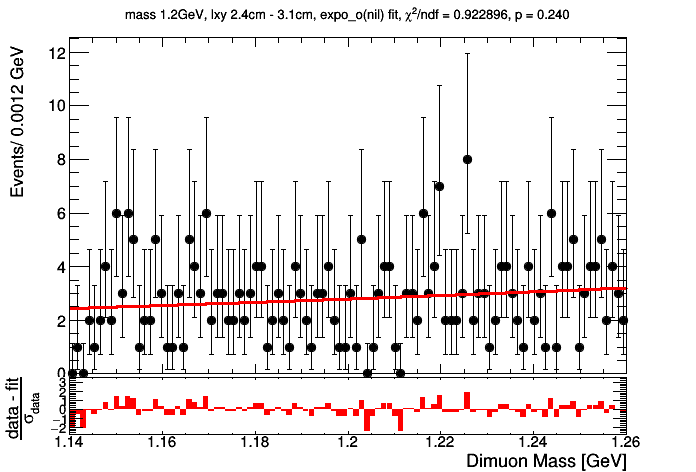 mass 1.2GeV, lxy 2.4cm - 3.1cm, expo_o(nil) fit, χ²/ndf = 0.922896, p = 0.240
Events/ 0.0012 GeV
12
10
8
6
4
2
0
data - fit
σdata
3
2
1
0
−1
−2
1.14 1.16 1.18 1.2 1.22 1.24 1.26
Dimuon Mass [GeV]